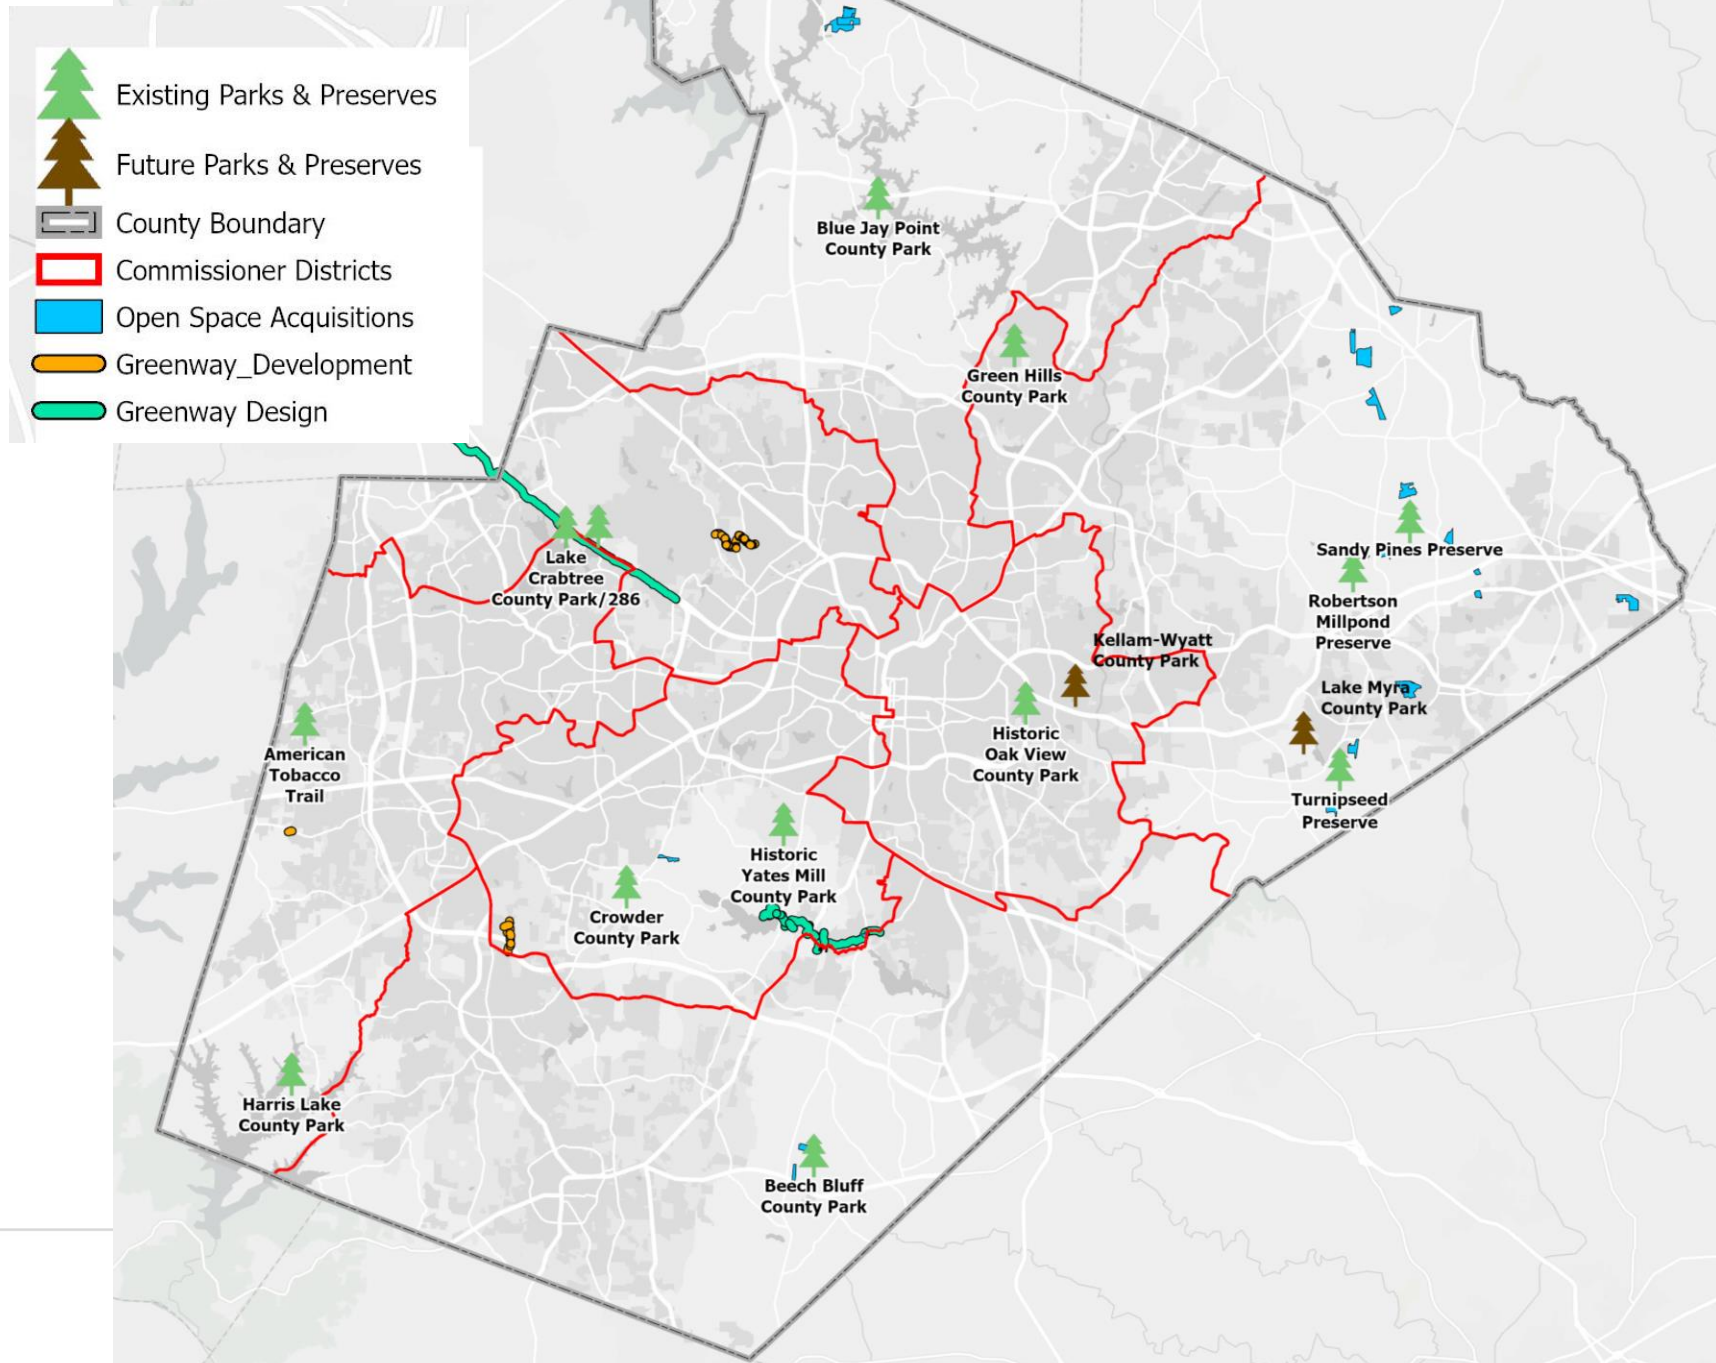 Existing Parks & Preserves
Future Parks & Preserves
County Boundary
Commissioner Districts
Open Space Acquisitions
Greenway_Development
Greenway Design
Blue Jay Point
County Park
Green Hills
County Park
Lake
Crabtree
County Park/286
Sandy Pines Preserve
Robertson
Millpond
Preserve
Kellam-Wyatt
County Park
Lake Myra
County Park
Historic
Oak View
County Park
American
Tobacco
Trail
Turnipseed
Preserve
Historic
Yates Mill
County Park
Crowder
County Park
Harris Lake
County Park
Beech Bluff
County Park